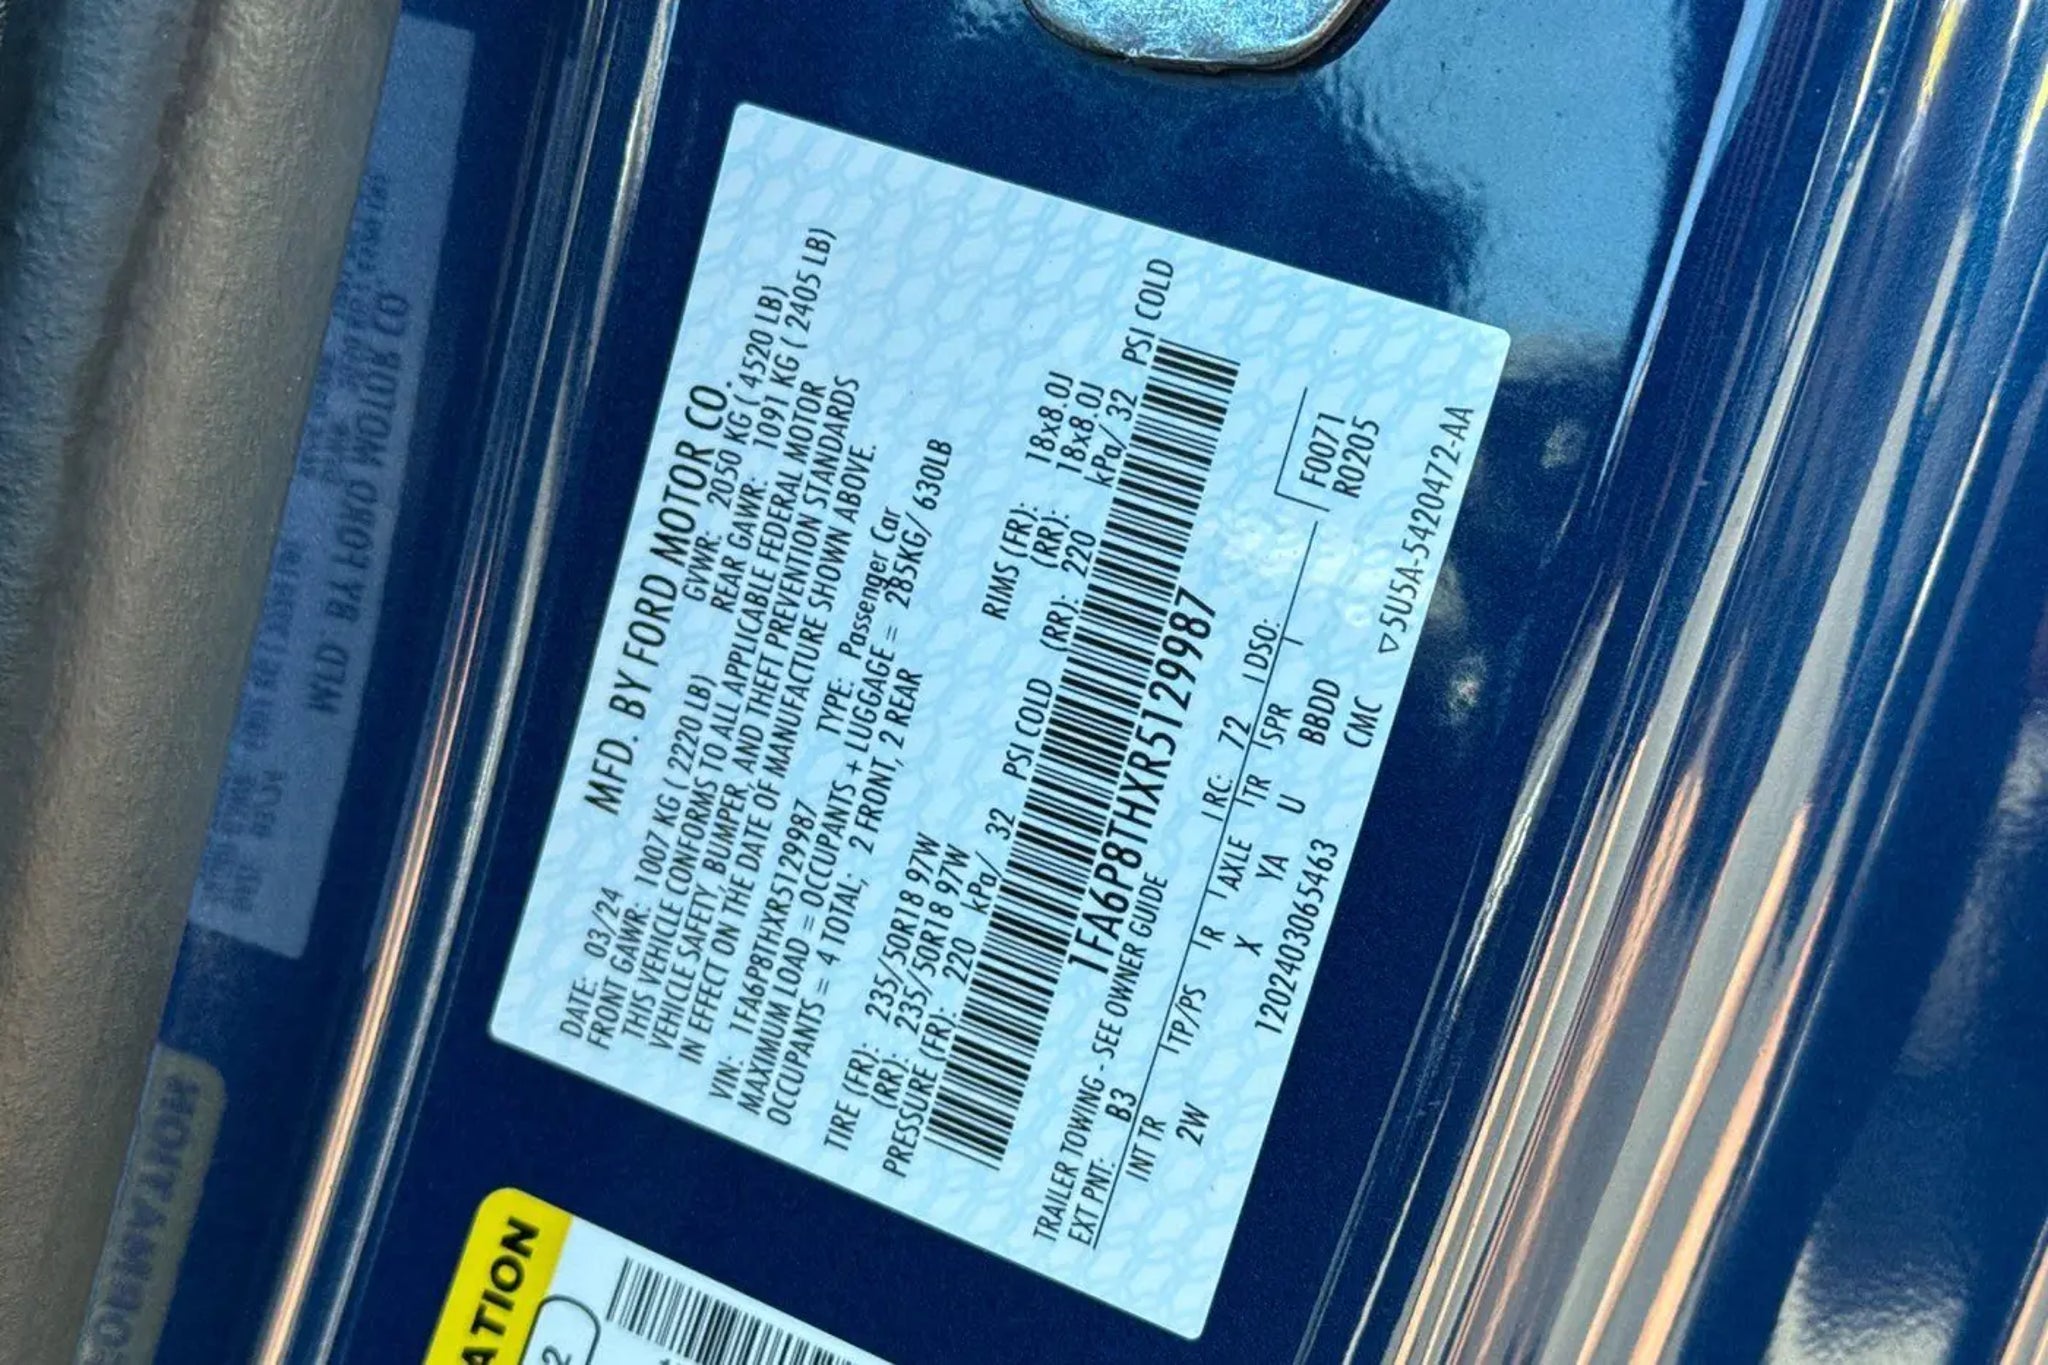 MFD. BY FORD MOTOR CO.
DATE: 03/24 GVWR: 2050 KG ( 4520 LB)
FRONT GAWR: 1007 KG ( 2220 LB) REAR GAWR: 1091 KG ( 2405 LB)
THIS VEHICLE CONFORMS TO ALL APPLICABLE FEDERAL MOTOR
VEHICLE SAFETY, BUMPER, AND THEFT PREVENTION STANDARDS
IN EFFECT ON THE DATE OF MANUFACTURE SHOWN ABOVE.
VIN: 1FA6P8THXR5129987 TYPE: Passenger Car
MAXIMUM LOAD = OCCUPANTS + LUGGAGE = 285KG/ 630LB
OCCUPANTS = 4 TOTAL, 2 FRONT, 2 REAR
TIRE (FR): 235/50R18 97W RIMS (FR): 18x8.0J
(RR): 235/50R18 97W (RR): 18x8.0J
PRESSURE (FR): 220 kPa/ 32 PSI COLD (RR): 220 kPa/ 32 PSI COLD
1FA6P8THXR5129987
TRAILER TOWING - SEE OWNER GUIDE
EXT PNT: B3 RC: 72 DSO:
INT TR TP/PS R AXLE TR SPR
2W X YA U BBDD
F0071
R0205
1202403065463 CMC
5U5A-5420472-AA
ATION
2
MFD BY FORD MOTOR CO